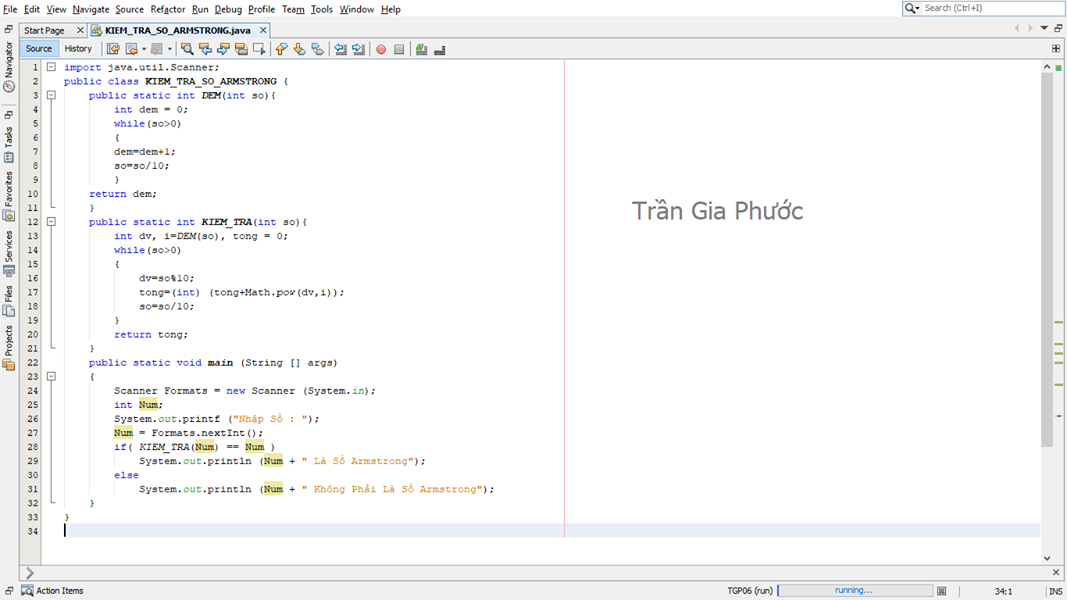 File Edit View Navigate Source Refactor Run Debug Profile Team Tools Window Help
Search (Ctrl+I)
Start Page
KIEM_TRA_SO_ARMSTRONG.java
Source History
Navigator
Tasks
Favorites
Services
Files
Projects
1 import java.util.Scanner;
2 public class KIEM_TRA_SO_ARMSTRONG {
3 public static int DEM(int so){
4 int dem = 0;
5 while(so>0)
6 {
7 dem=dem+1;
8 so=so/10;
9 }
10 return dem;
11 }
12 public static int KIEM_TRA(int so){
13 int dv, i=DEM(so), tong = 0;
14 while(so>0)
15 {
16 dv=so%10;
17 tong=(int) (tong+Math.pow(dv,i));
18 so=so/10;
19 }
20 return tong;
21 }
22 public static void main (String [] args)
23 {
24 Scanner Formats = new Scanner (System.in);
25 int Num;
26 System.out.printf ("Nhập Số : ");
27 Num = Formats.nextInt();
28 if( KIEM_TRA(Num) == Num )
29 System.out.println (Num + " Là Số Armstrong");
30 else
31 System.out.println (Num + " Không Phải Là Số Armstrong");
32 }
33 }
34
Trần Gia Phước
Action Items
TGP06 (run)
running...
34:1
INS